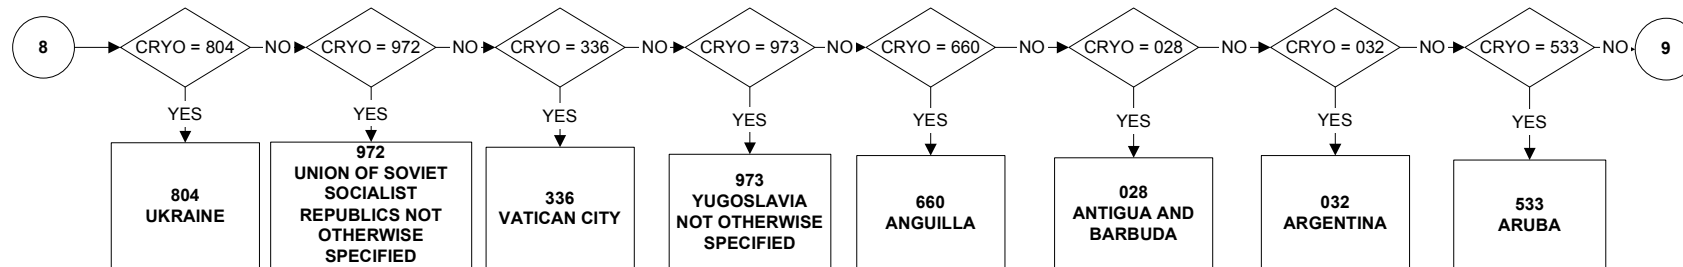 8
CRYO = 804
NO
CRYO = 972
NO
CRYO = 336
NO
CRYO = 973
NO
CRYO = 660
NO
CRYO = 028
NO
CRYO = 032
NO
CRYO = 533
NO
9
YES
YES
YES
YES
YES
YES
YES
YES
804
UKRAINE
972
UNION OF SOVIET
SOCIALIST
REPUBLICS NOT
OTHERWISE
SPECIFIED
336
VATICAN CITY
973
YUGOSLAVIA
NOT OTHERWISE
SPECIFIED
660
ANGUILLA
028
ANTIGUA AND
BARBUDA
032
ARGENTINA
533
ARUBA